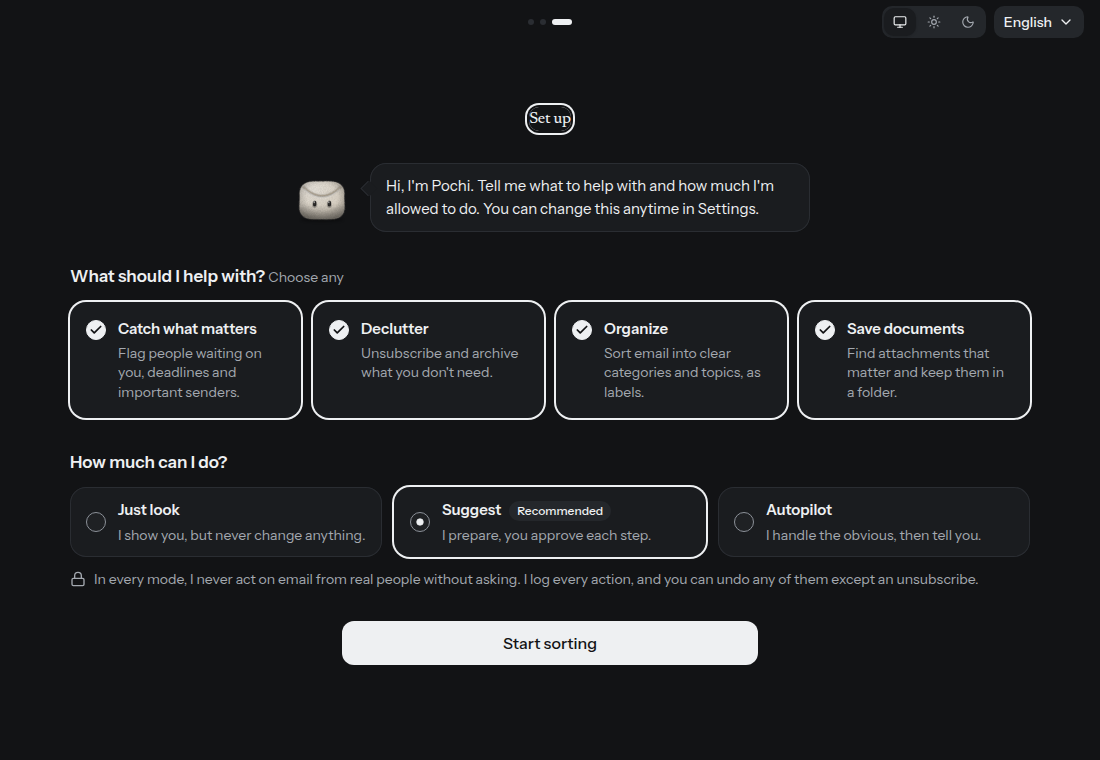 English
Set up
Hi, I'm Pochi. Tell me what to help with and how much I'm
allowed to do. You can change this anytime in Settings.
What should I help with? Choose any
Catch what matters
Flag people waiting on
you, deadlines and
important senders.
Declutter
Unsubscribe and archive
what you don't need.
Organize
Sort email into clear
categories and topics, as
labels.
Save documents
Find attachments that
matter and keep them in
a folder.
How much can I do?
Just look
I show you, but never change anything.
Suggest Recommended
I prepare, you approve each step.
Autopilot
I handle the obvious, then tell you.
In every mode, I never act on email from real people without asking. I log every action, and you can undo any of them except an unsubscribe.
Start sorting